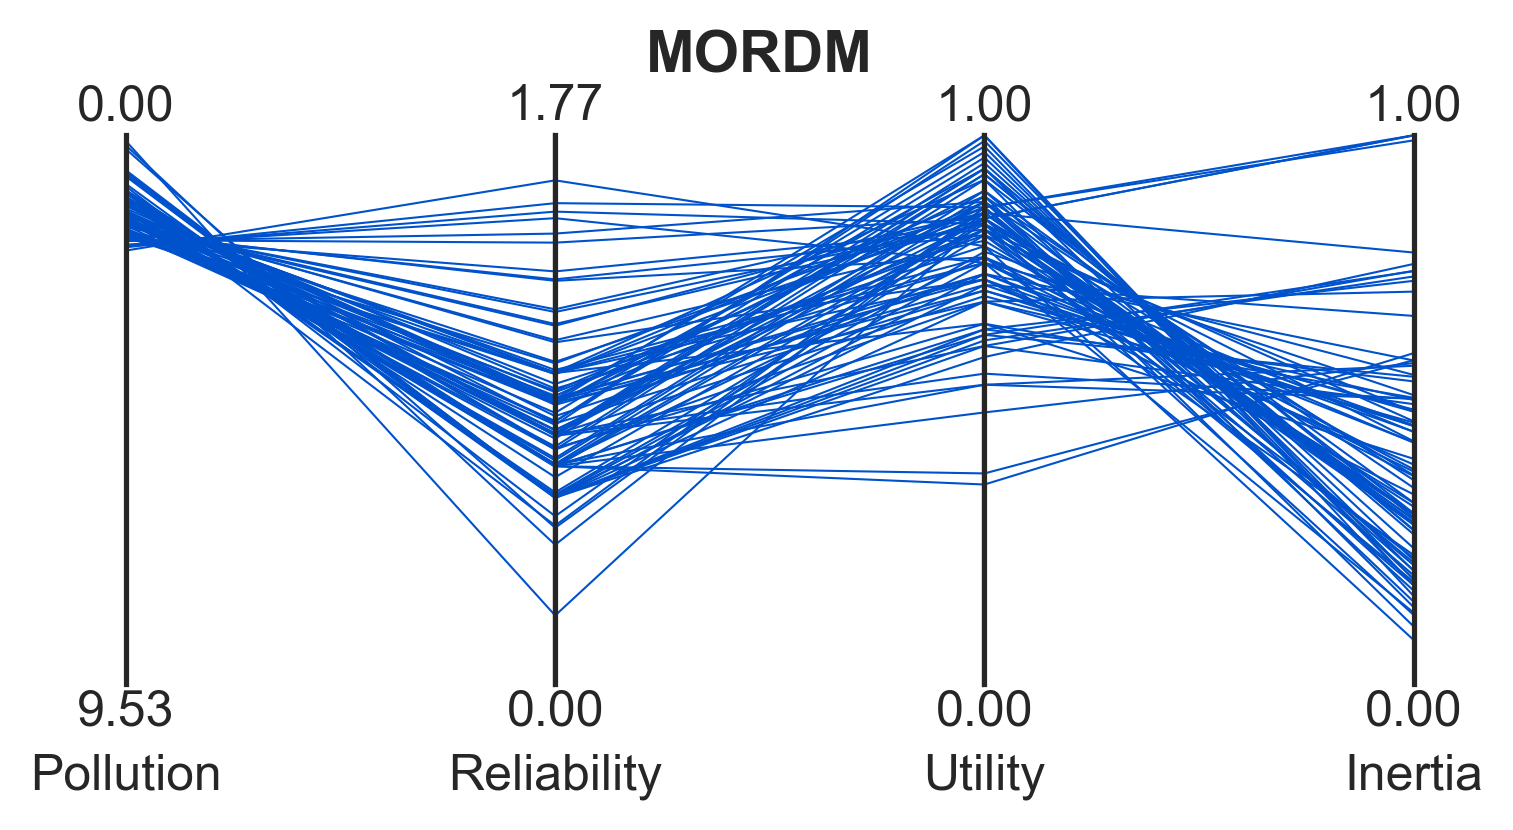 MORDM
0.00 1.77 1.00 1.00
9.53 0.00 0.00 0.00
Pollution Reliability Utility Inertia